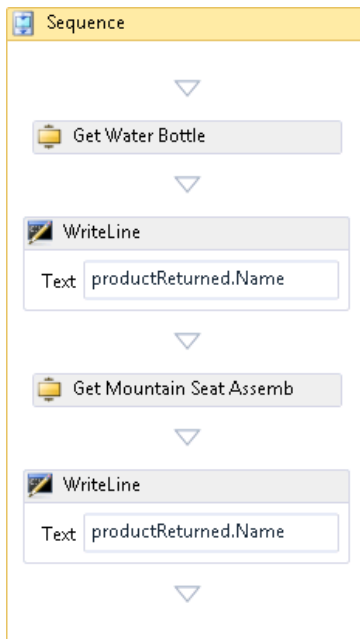 Sequence
Get Water Bottle
WriteLine
Text productReturned.Name
Get Mountain Seat Assemb
WriteLine
Text productReturned.Name